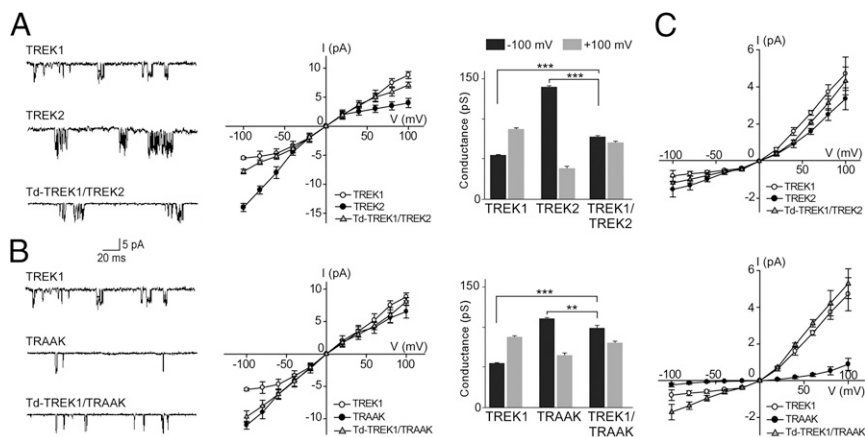 A
TREK1
TREK2
Td-TREK1/TREK2
5 pA
20 ms
I (pA)
10
5
V (mV)
-100
-50
50
100
-5
-10
-15
TREK1
TREK2
Td-TREK1/TREK2
-100 mV
+100 mV
***
***
150
Conductance (pS)
0
TREK1
TREK2
TREK1/
TREK2
C
I (pA)
6
4
2
-100
-50
V (mV)
50
100
-2
TREK1
TREK2
Td-TREK1/TREK2
B
TREK1
TRAAK
Td-TREK1/TRAAK
I (pA)
10
5
V (mV)
-100
-50
50
100
-5
-10
TREK1
TRAAK
Td-TREK1/TRAAK
***
**
150
Conductance (pS)
0
TREK1
TRAAK
TREK1/
TRAAK
I (pA)
6
4
2
-100
-50
50
100
V (mV)
-2
TREK1
TRAAK
Td-TREK1/TRAAK